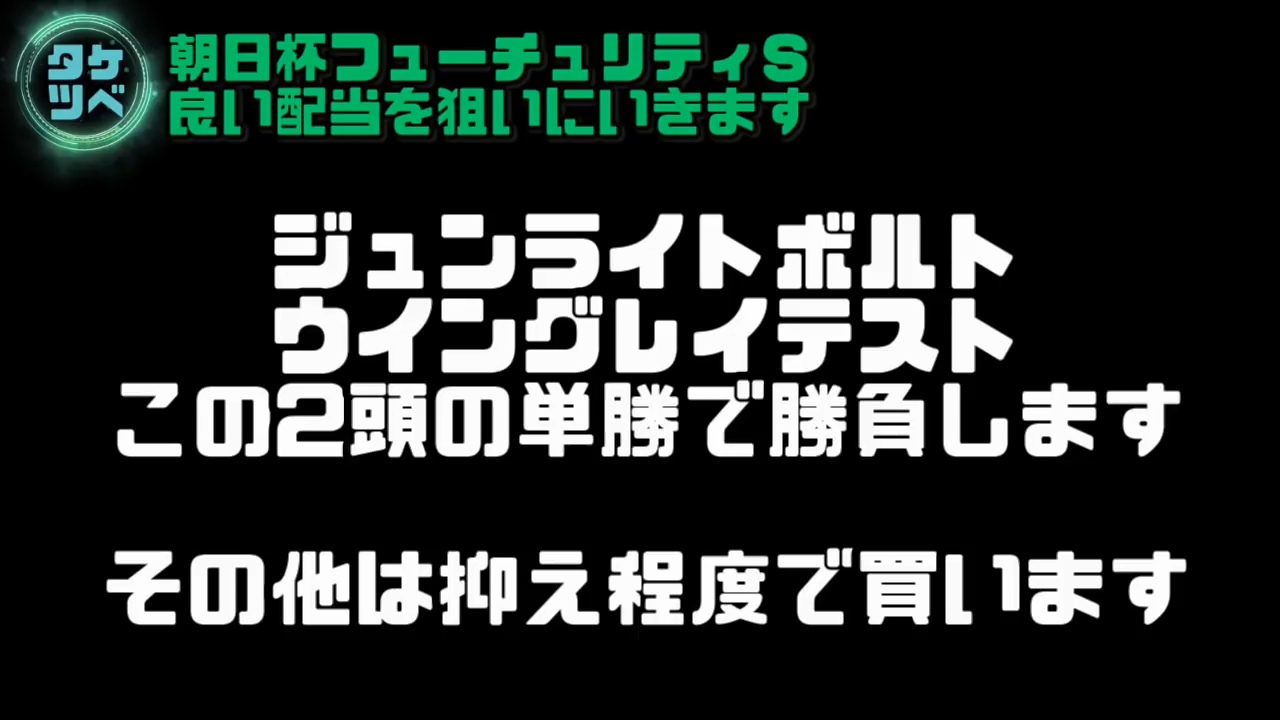 タケ
ツベ
朝日杯フューチュリティS
良い配当を狙いにいきます
ジュンライトボルト
ウイングレイテスト
この2頭の単勝で勝負します
その他は抑え程度で買います